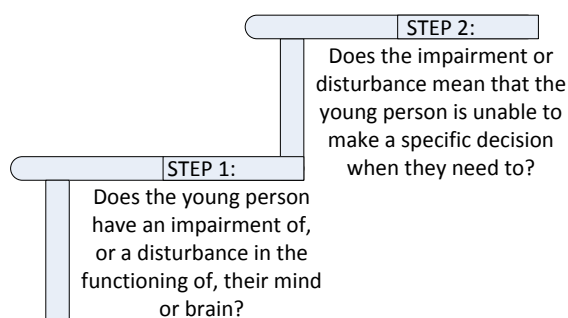 STEP 2:
Does the impairment or
disturbance mean that the
young person is unable to
make a specific decision
when they need to?
STEP 1:
Does the young person
have an impairment of,
or a disturbance in the
functioning of, their mind
or brain?